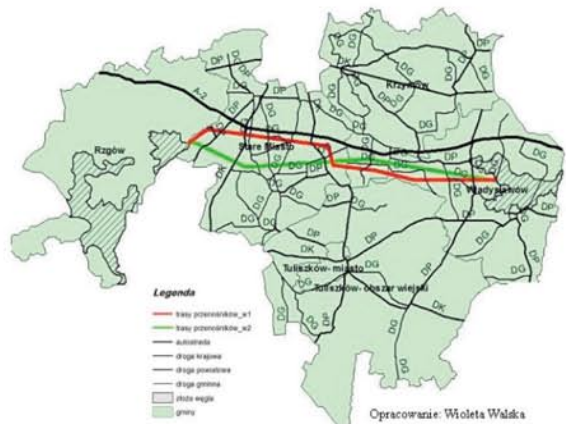 A-2
Krzymów
Rzgów
Stare Miasto
Władysławów
Tuliszków- miasto
Tuliszków- obszar wiejski
DK
DP
DG
Legenda
trasy przenośników_w1
trasy przenośników_w2
autostrada
droga krajowa
droga powiatowa
droga gminna
złoża węgla
gminy
Opracowanie: Wioleta Walska